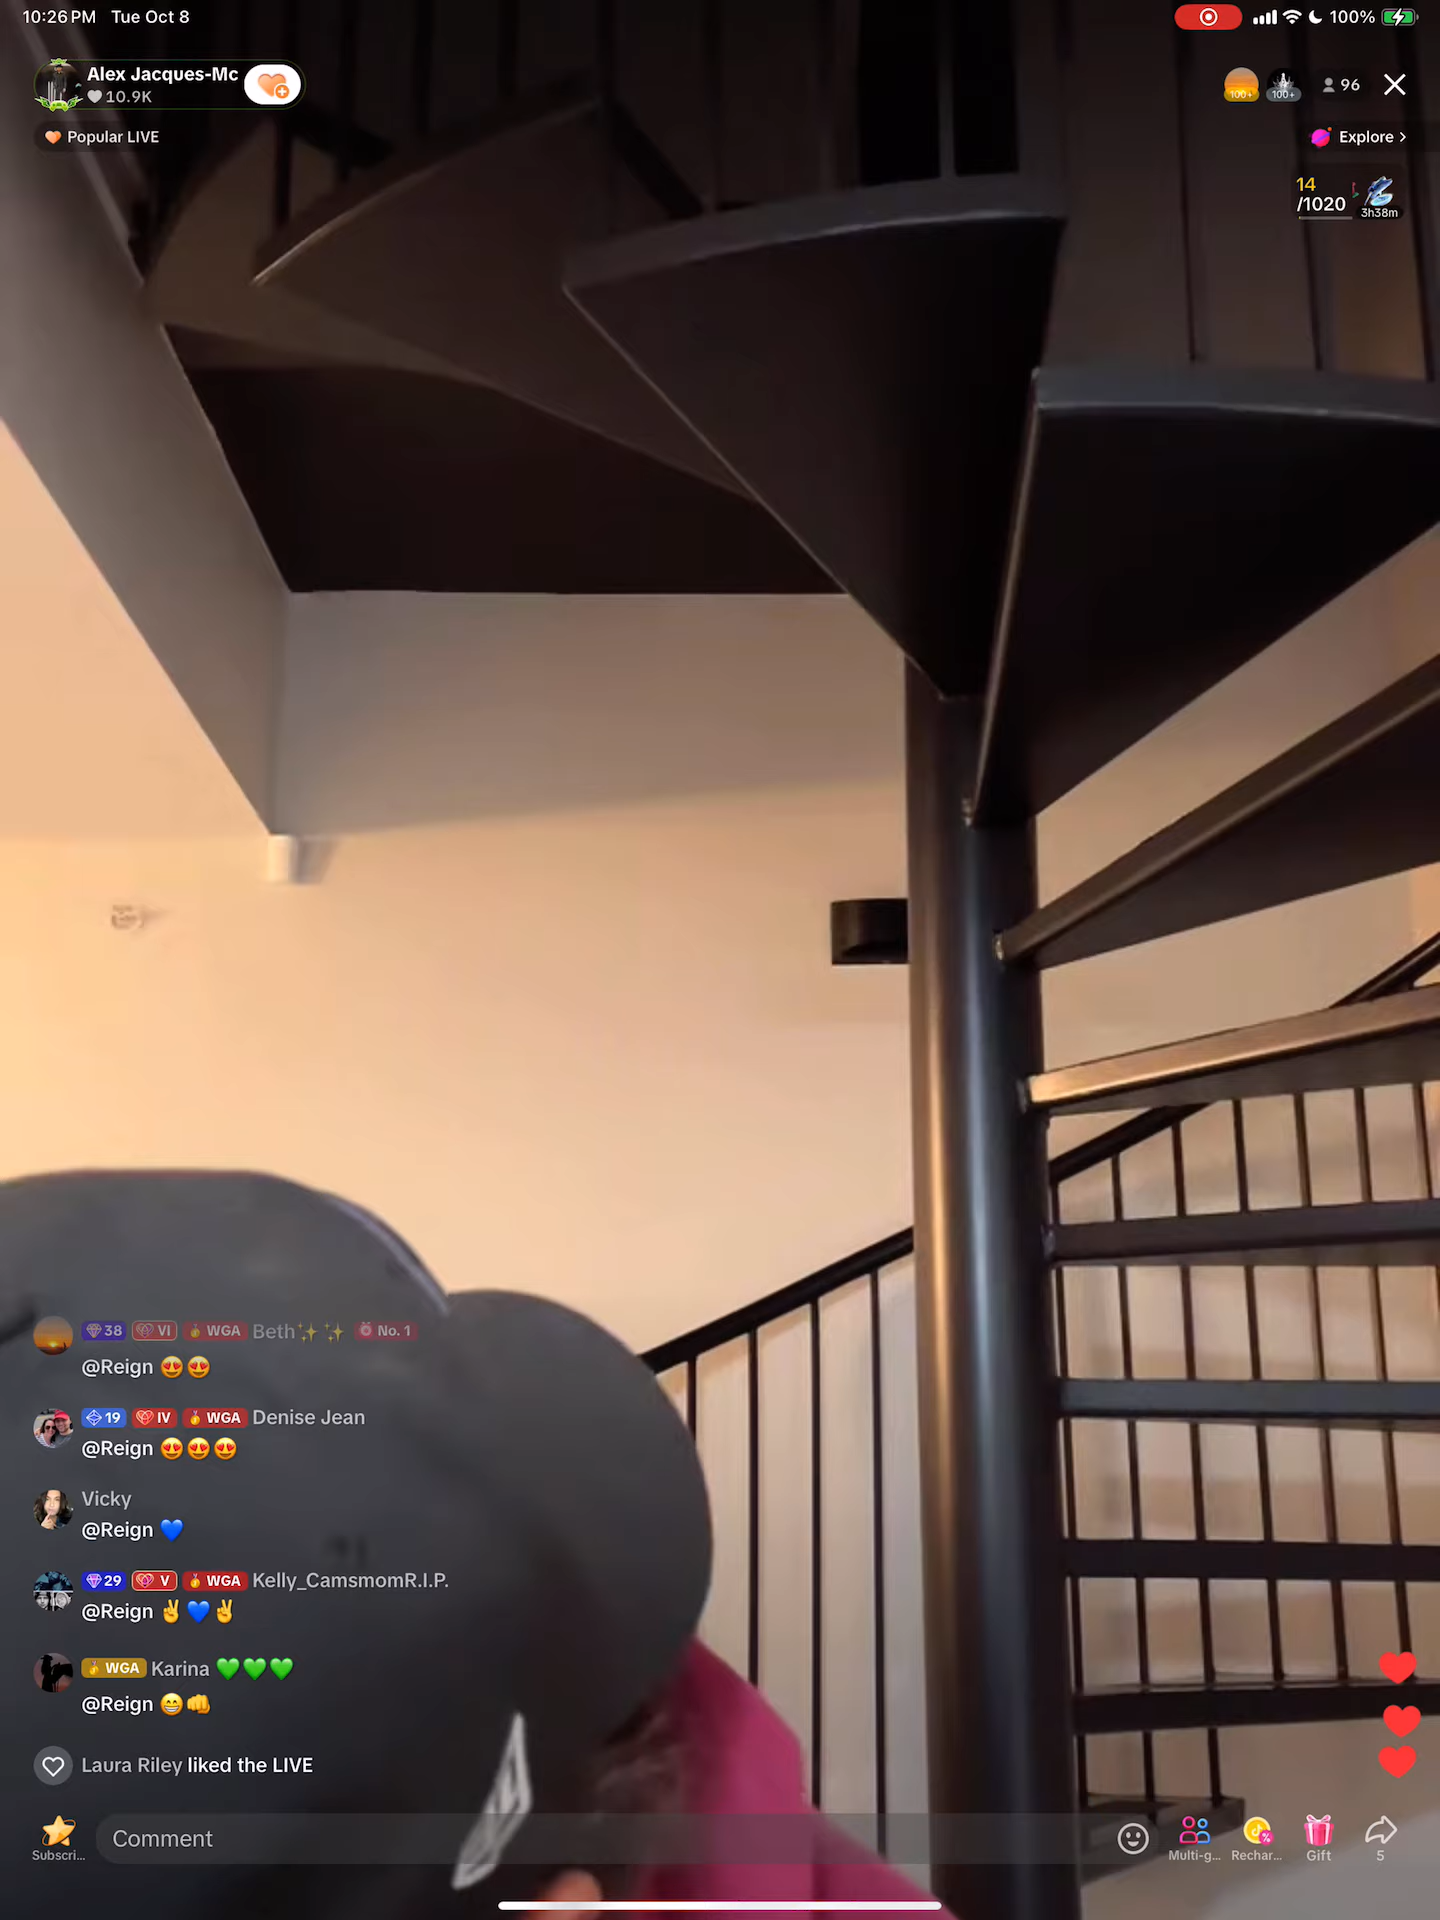 10:26 PM Tue Oct 8
100%
Alex Jacques-Mc
10.9K
100+
100+
96
Popular LIVE
Explore >
14
/1020
3h38m
38 VI WGA Beth✨✨ No. 1
@Reign 😍😍
19 IV WGA Denise Jean
@Reign 😍😍😍
Vicky
@Reign 💙
29 V WGA Kelly_CamsmomR.I.P.
@Reign ✌️💙✌️
WGA Karina 💚💚💚
@Reign 😁👊
Laura Riley liked the LIVE
Subscri...
Comment
Multi-g...
Rechar...
Gift
5